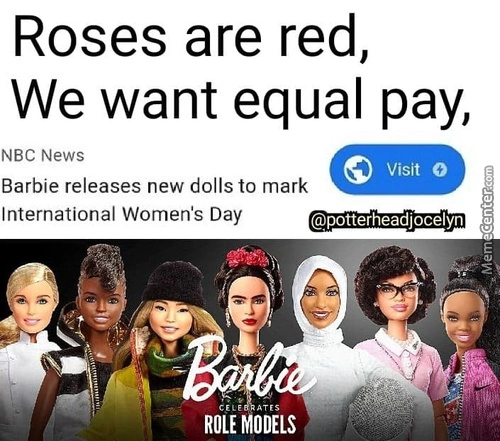 Roses are red,
We want equal pay,
NBC News
Visit
Barbie releases new dolls to mark
International Women's Day
@potterheadjocelyn
MemeCenter.com
Barbie
CELEBRATES
ROLE MODELS